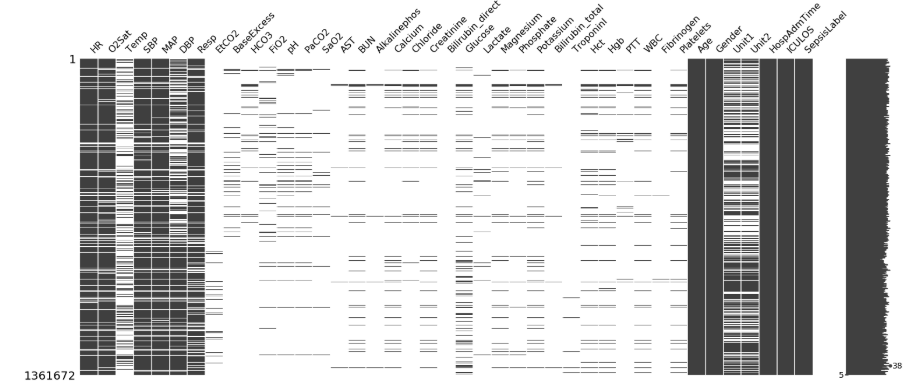 HR
O2Sat
Temp
SBP
MAP
DBP
Resp
EtCO2
BaseExcess
HCO3
FiO2
pH
PaCO2
SaO2
AST
BUN
Alkalinephos
Calcium
Chloride
Creatinine
Bilirubin_direct
Glucose
Lactate
Magnesium
Phosphate
Potassium
Bilirubin_total
TroponinI
Hct
Hgb
PTT
WBC
Fibrinogen
Platelets
Age
Gender
Unit1
Unit2
HospAdmTime
ICULOS
SepsisLabel
1
1361672
5
38